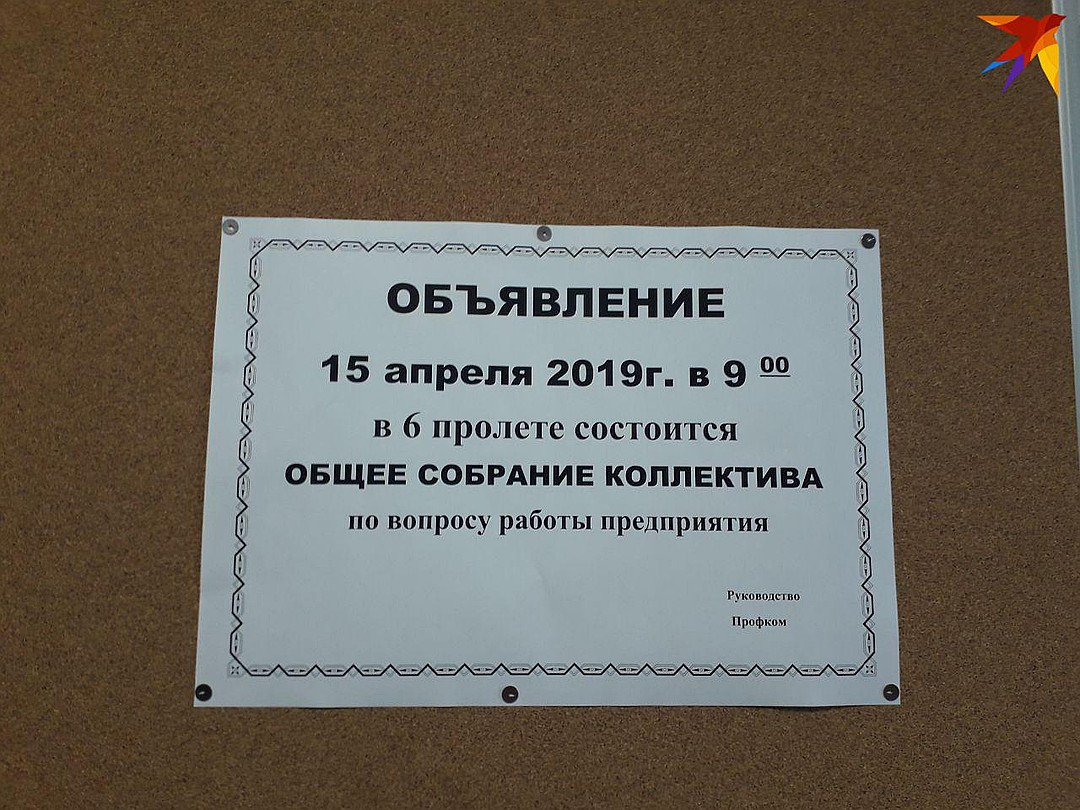 ОБЪЯВЛЕНИЕ
15 апреля 2019г. в 9 00
в 6 пролете состоится
ОБЩЕЕ СОБРАНИЕ КОЛЛЕКТИВА
по вопросу работы предприятия
Руководство
Профком